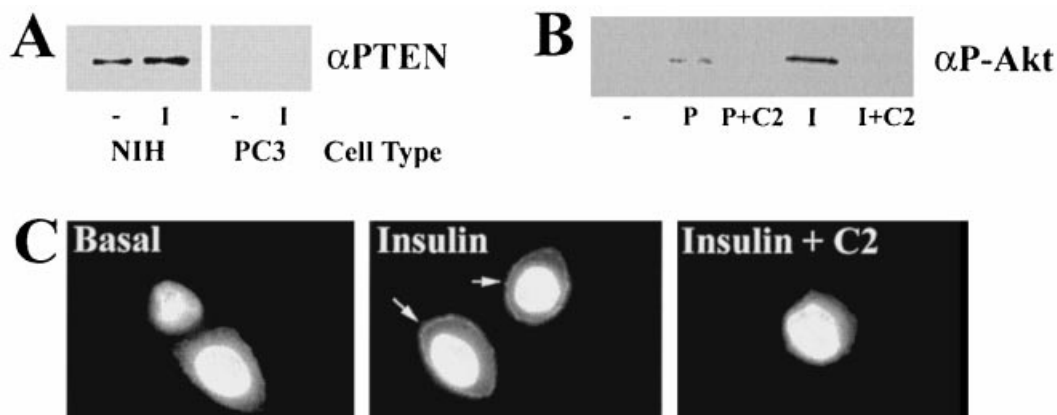 A
αPTEN
- I - I
NIH PC3 Cell Type
B
αP-Akt
- P P+C2 I I+C2
C
Basal
Insulin
Insulin + C2